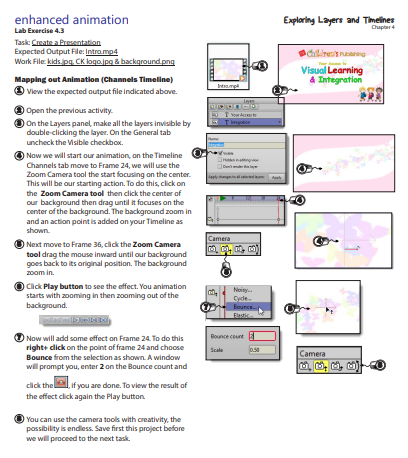 enhanced animation
Exploring Layers and Timelines
Chapter 4
Lab Exercise 4.3
Task: Create a Presentation
Expected Output File: Intro.mp4
Work File: kids.jpg, CK logo.jpg & background.png
Mapping out Animation (Channels Timeline)
1 View the expected output file indicated above.
2 Open the previous activity.
3 On the Layers panel, make all the layers invisible by
double-clicking the layer. On the General tab
uncheck the Visible checkbox.
4 Now we will start our animation, on the Timeline
Channels tab move to Frame 24, we will use the
Zoom Camera tool the start focusing on the center.
This will be our starting action. To do this, click on
the Zoom Camera tool then click the center of
our background then drag until it focuses on the
center of the background. The background zoom in
and an action point is added on your Timeline as
shown.
5 Next move to Frame 36, click the Zoom Camera
tool drag the mouse inward until our background
goes back to its original position. The background
zoom in.
6 Click Play button to see the effect. You animation
starts with zooming in then zooming out of the
background.
7 Now will add some effect on Frame 24. To do this
right+ click on the point of frame 24 and choose
Bounce from the selection as shown. A window
will prompt you, enter 2 on the Bounce count and
click the , if you are done. To view the result of
the effect click again the Play button.
8 You can use the camera tools with creativity, the
possibility is endless. Save first this project before
we will proceed to the next task.
Intro.mp4
Children's Publishing
Your Access to
Visual Learning
& Integration
Layers
T Your Access to
T Integration
Name:
Visible
Hidden in editing view
Don't render this layer
Apply changes to all selected layers
Apply
Camera
Noisy...
Cycle...
Bounce...
Elastic...
Bounce count 2
Scale 0.50
Camera